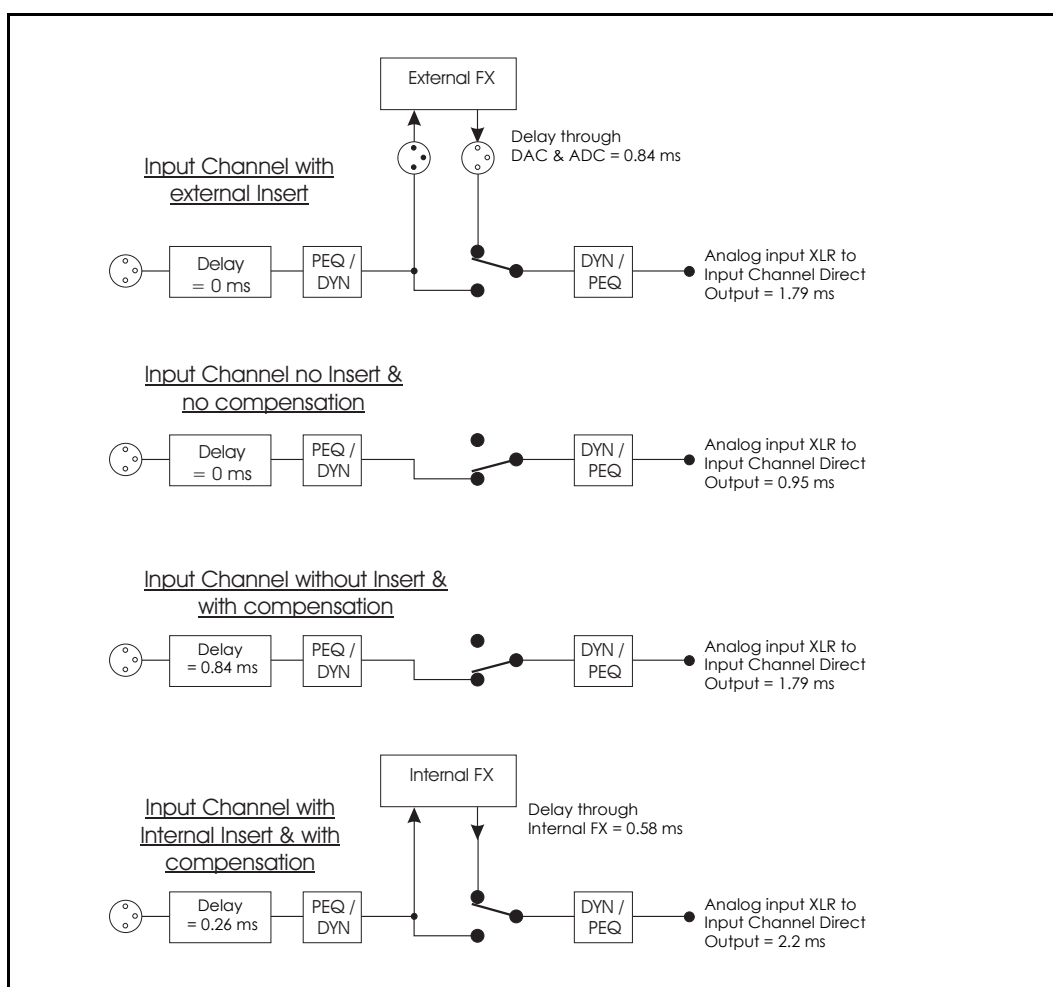 External FX
Delay through
DAC & ADC = 0.84 ms
Input Channel with
external Insert
Delay
= 0 ms
PEQ /
DYN
DYN /
PEQ
Analog input XLR to
Input Channel Direct
Output = 1.79 ms
Input Channel no Insert &
no compensation
Delay
= 0 ms
PEQ /
DYN
DYN /
PEQ
Analog input XLR to
Input Channel Direct
Output = 0.95 ms
Input Channel without Insert &
with compensation
Delay
= 0.84 ms
PEQ /
DYN
DYN /
PEQ
Analog input XLR to
Input Channel Direct
Output = 1.79 ms
Internal FX
Delay through
Internal FX = 0.58 ms
Input Channel with
Internal Insert & with
compensation
Delay
= 0.26 ms
PEQ /
DYN
DYN /
PEQ
Analog input XLR to
Input Channel Direct
Output = 2.2 ms